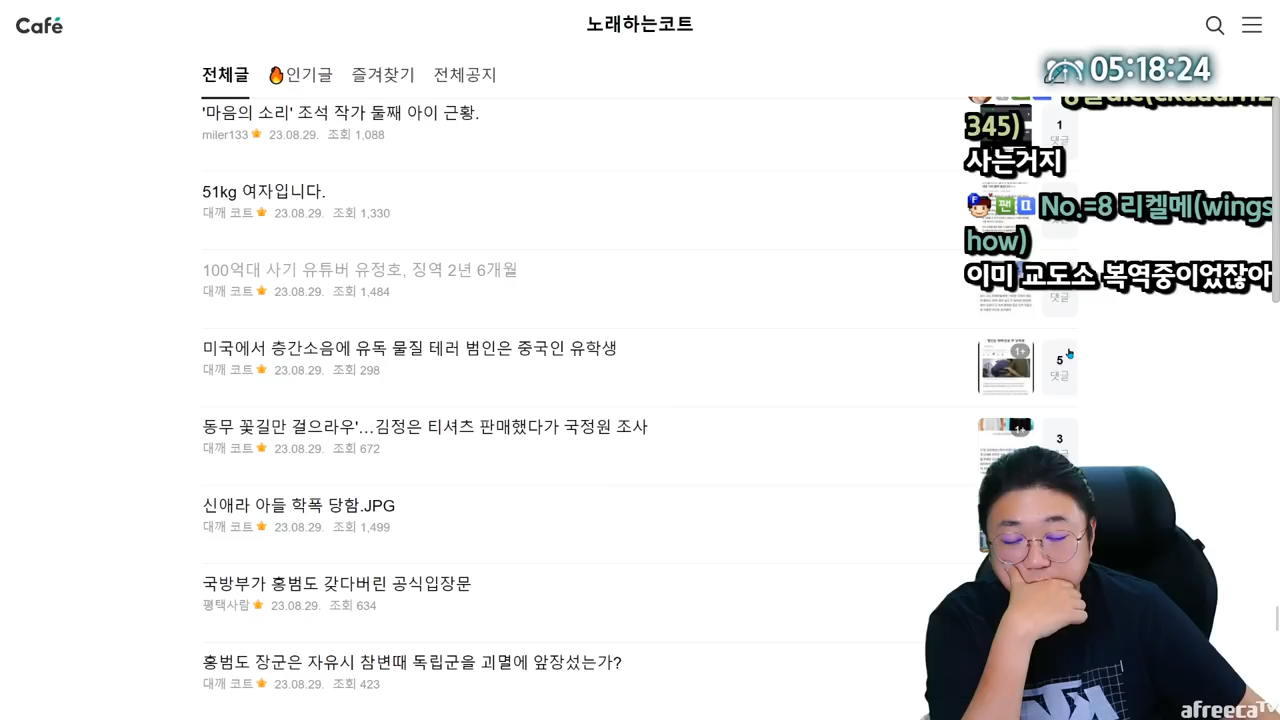 Café
노래하는코트
05:18:24
전체글
🔥인기글
즐겨찾기
전체공지
'마음의 소리' 조석 작가 둘째 아이 근황.
miler133 23.08.29. 조회 1,088
1
댓글
345)
사는거지
51kg 여자입니다.
대깨 코트 23.08.29. 조회 1,330
No.=8 리켈메(wings
how)
이미 교도소 복역중이었잖아
100억대 사기 유튜버 유정호, 징역 2년 6개월
대깨 코트 23.08.29. 조회 1,484
댓글
미국에서 층간소음에 유독 물질 테러 범인은 중국인 유학생
대깨 코트 23.08.29. 조회 298
1+
5
댓글
동무 꽃길만 걸으라우'…김정은 티셔츠 판매했다가 국정원 조사
대깨 코트 23.08.29. 조회 672
1+
3
신애라 아들 학폭 당함.JPG
대깨 코트 23.08.29. 조회 1,499
국방부가 홍범도 갖다버린 공식입장문
평택사람 23.08.29. 조회 634
홍범도 장군은 자유시 참변때 독립군을 괴멸에 앞장섰는가?
대깨 코트 23.08.29. 조회 423
afreecaTV